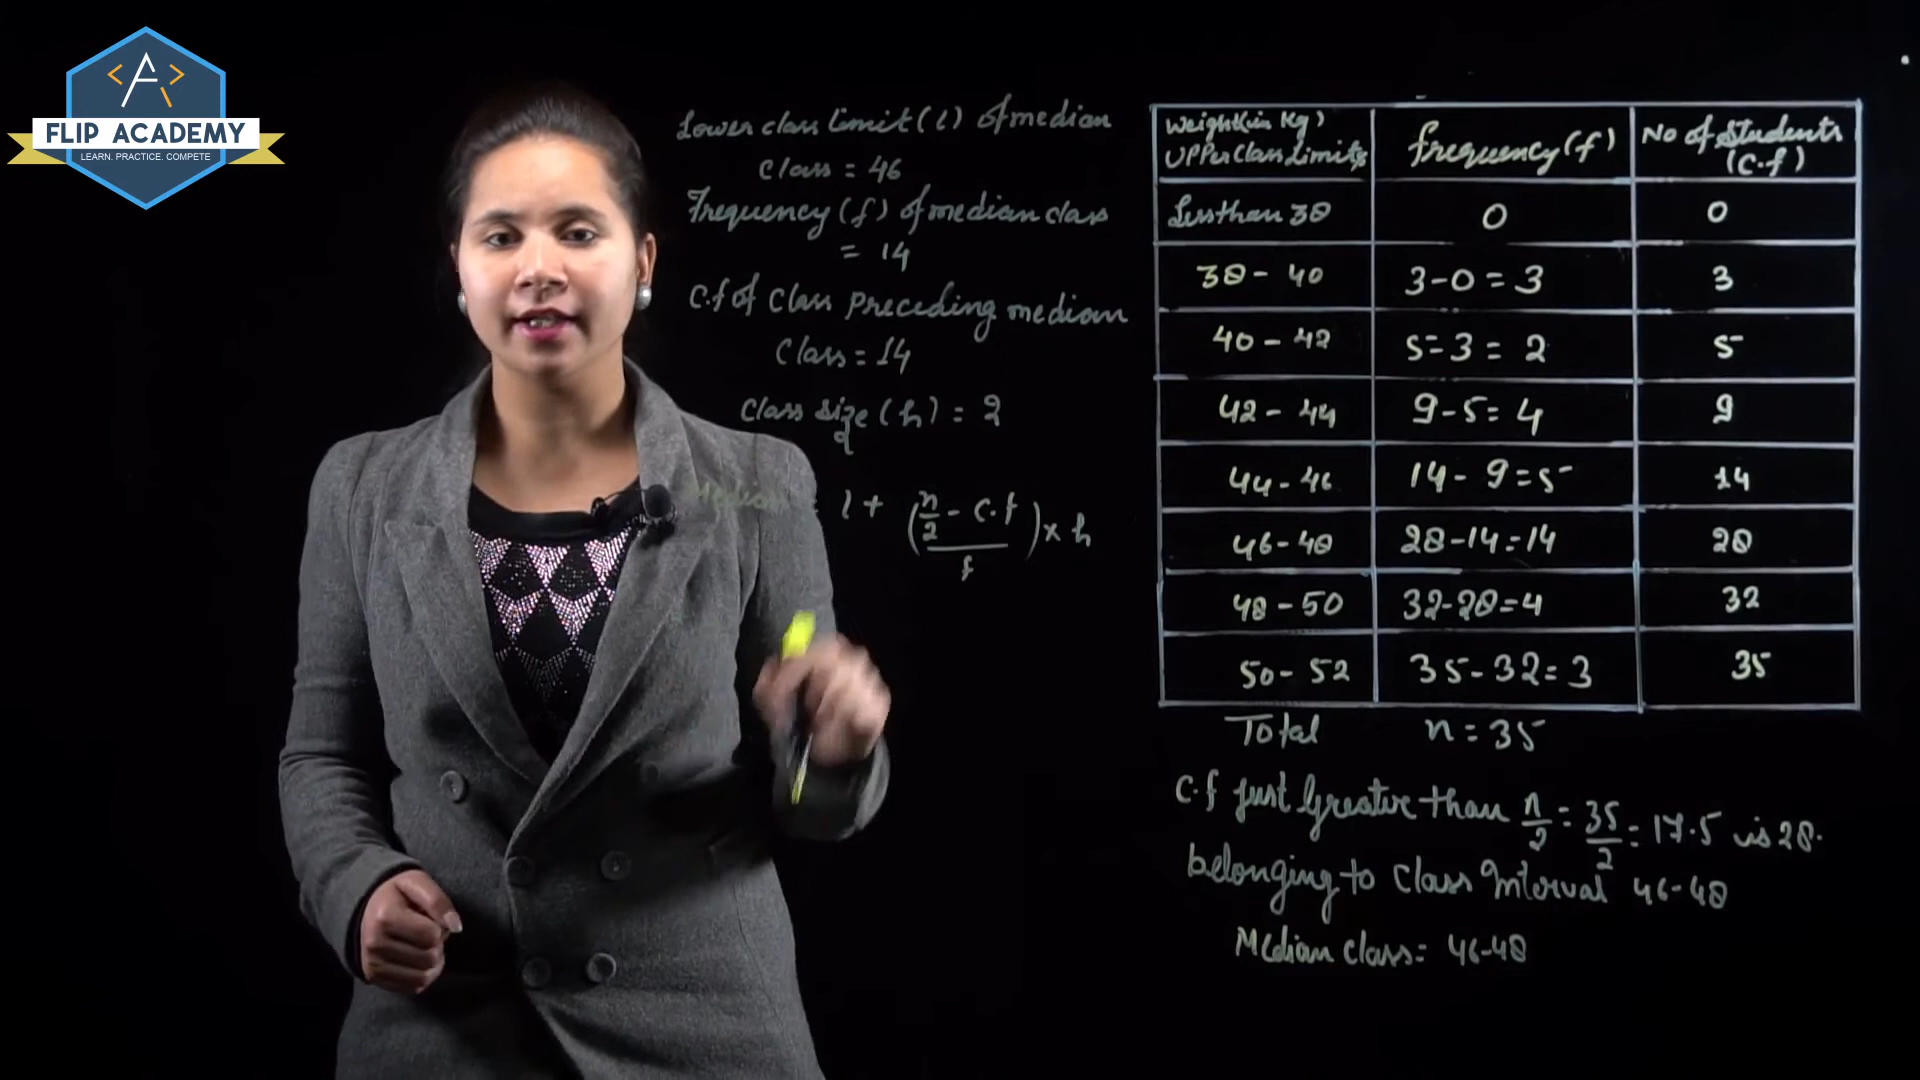 FLIP ACADEMY
LEARN. PRACTICE. COMPETE
Lower class limit (l) of median
class = 46
Frequency (f) of median class
= 14
C.f of class preceding median
class = 14
Class size (h) = 2
Median = l + ( (n/2 - c.f) / f ) × h
Weight (in Kg) Upper Class Limits | frequency (f) | No of Students (C.f)
Less than 38 | 0 | 0
38 - 40 | 3-0 = 3 | 3
40 - 42 | 5-3 = 2 | 5
42 - 44 | 9-5 = 4 | 9
44 - 46 | 14 - 9 = 5 | 14
46 - 48 | 28-14 = 14 | 28
48 - 50 | 32-28 = 4 | 32
50 - 52 | 35-32 = 3 | 35
Total n = 35
C.f just Greater than n/2 = 35/2 = 17.5 is 28.
belonging to Class Interval 46-48
Median class = 46-48